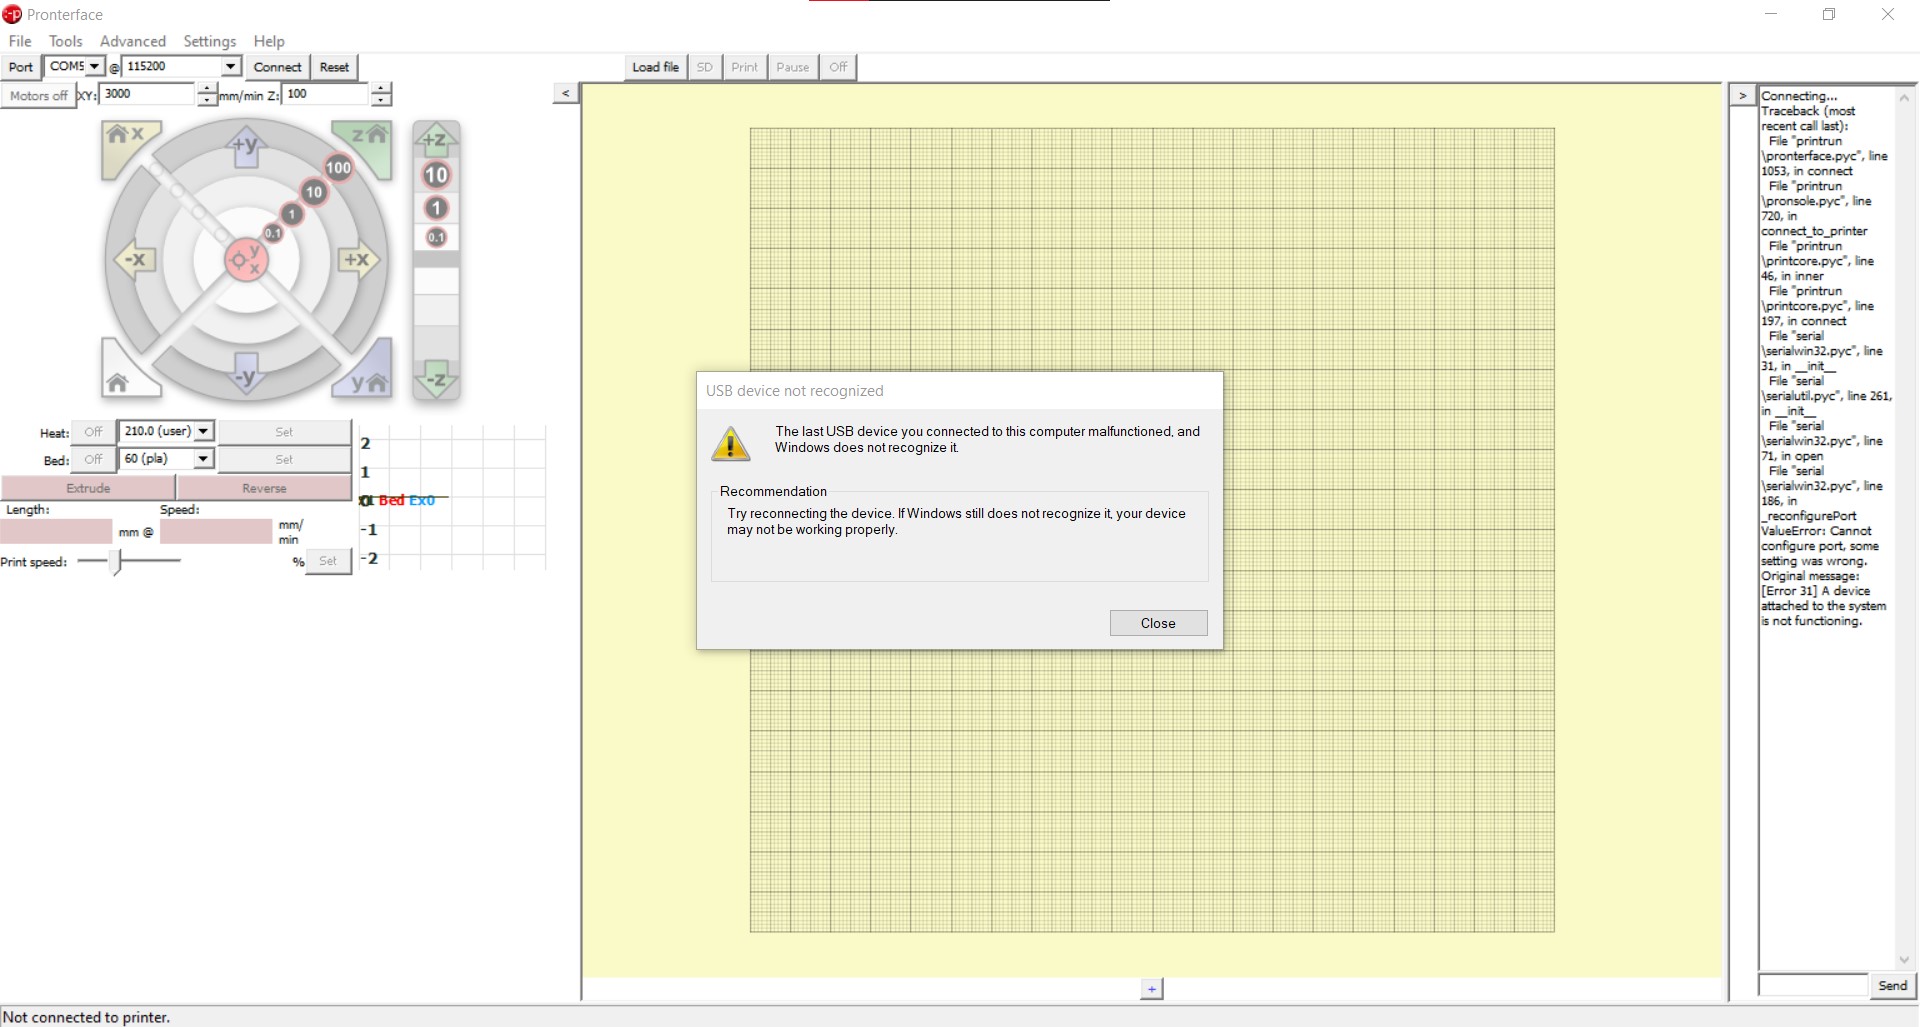 Pronterface
File Tools Advanced Settings Help
Port COM5 @ 115200 Connect Reset Load file SD Print Pause Off
Motors off XY: 3000 mm/min Z: 100 < >
x +y z +z
100 10 1 0.1
10 1 0.1
-x y x +x
-y y -z
Heat: Off 210.0 (user) Set
Bed: Off 60 (pla) Set
Extrude Reverse
Length: Speed:
mm @ mm/
min
Print speed: % Set
2
1
0 Bed Ex0
-1
-2
USB device not recognized
The last USB device you connected to this computer malfunctioned, and
Windows does not recognize it.
Recommendation
Try reconnecting the device. If Windows still does not recognize it, your device
may not be working properly.
Close
Connecting...
Traceback (most
recent call last):
File "printrun
\pronterface.pyc", line
1053, in connect
File "printrun
\pronsole.pyc", line
720, in
connect_to_printer
File "printrun
\printcore.pyc", line
46, in inner
File "printrun
\printcore.pyc", line
197, in connect
File "serial
\serialwin32.pyc", line
31, in __init__
File "serial
\serialutil.pyc", line 261,
in __init__
File "serial
\serialwin32.pyc", line
71, in open
File "serial
\serialwin32.pyc", line
186, in
_reconfigurePort
ValueError: Cannot
configure port, some
setting was wrong.
Original message:
[Error 31] A device
attached to the system
is not functioning.
+
Send
Not connected to printer.